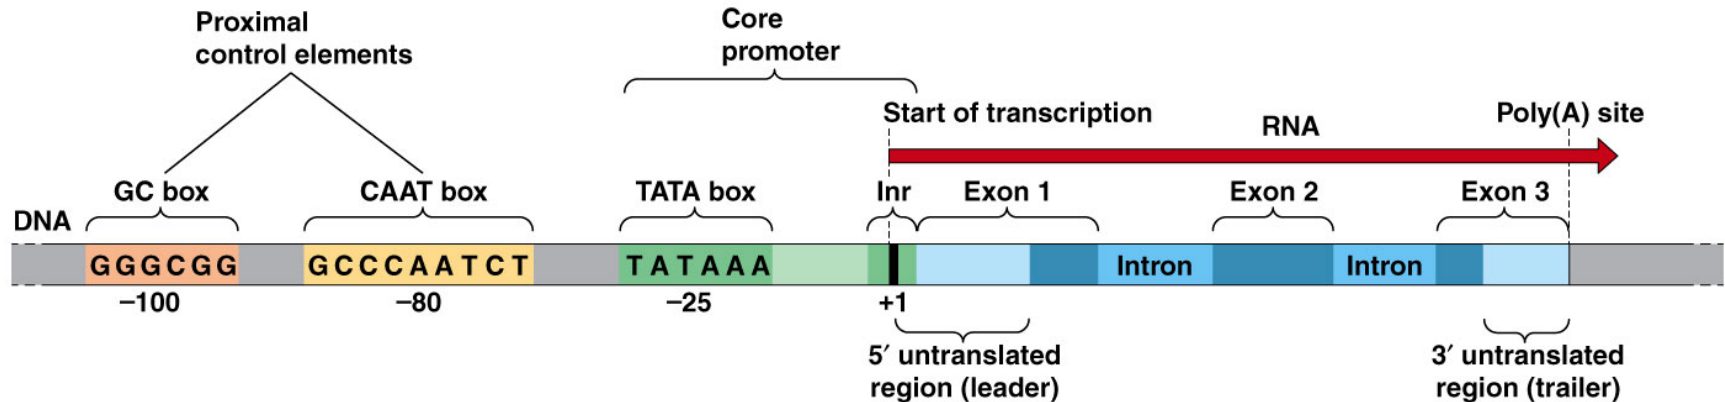 Proximal
control elements
Core
promoter
Start of transcription
RNA
Poly(A) site
GC box
CAAT box
TATA box
Inr
Exon 1
Exon 2
Exon 3
DNA
GGGCGG
GCCCAATCT
TATAAA
Intron
Intron
–100
–80
–25
+1
5′ untranslated
region (leader)
3′ untranslated
region (trailer)